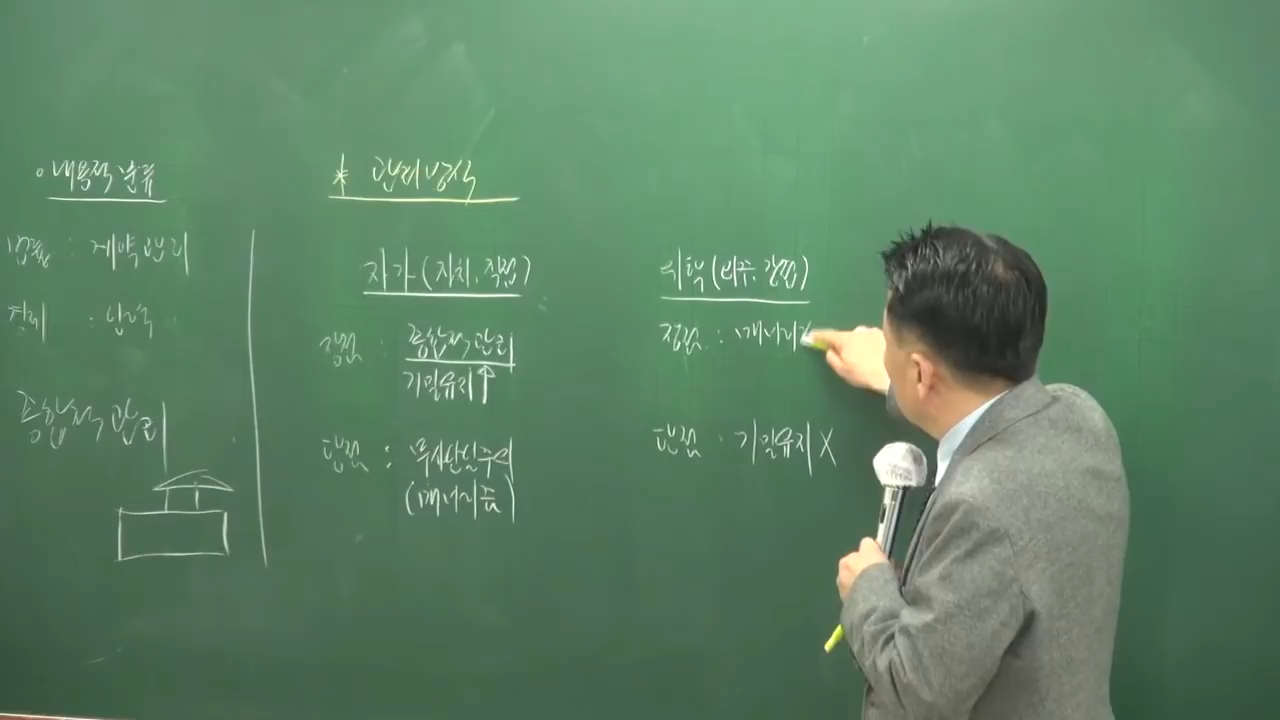 ◦내용적 분류
법률 : 계약관리
경제 : 인력
종합적 관리
* 관리방식
자가 (자치, 직접)
장점 : 종합적 관리
기밀유지↑
단점 : 무사안일주의
(매너리즘)
위탁 (외주, 간접)
장점 : 매너리즘
단점 : 기밀유지 X